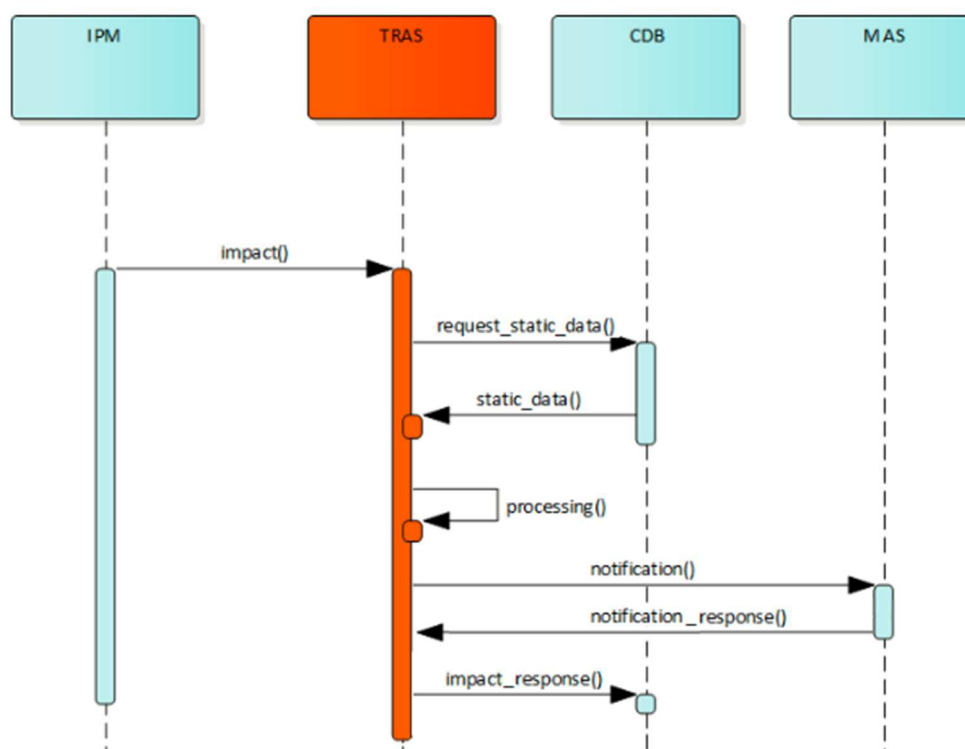 IPM
TRAS
CDB
MAS
impact()
request_static_data()
static_data()
processing()
notification()
notification_response()
impact_response()